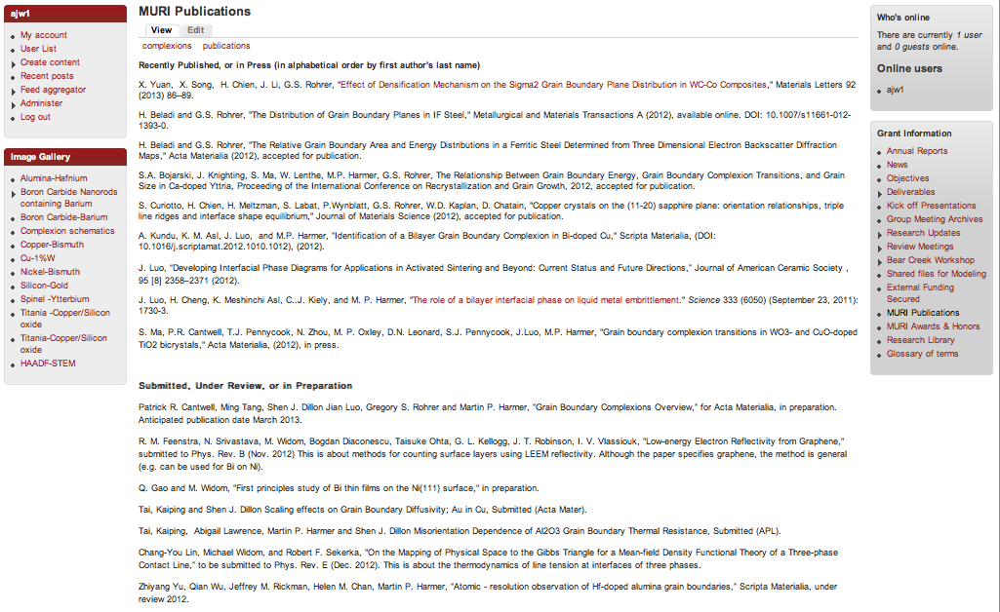 ajw1
My account
User List
Create content
Recent posts
Feed aggregator
Administer
Log out
Image Gallery
Alumina-Hafnium
Boron Carbide Nanorods
containing Barium
Boron Carbide-Barium
Complexion schematics
Copper-Bismuth
Cu-1%W
Nickel-Bismuth
Silicon-Gold
Spinel -Ytterbium
Titania -Copper/Silicon
oxide
Titania-Copper/Silicon
oxide
HAADF-STEM
MURI Publications
View Edit
complexions publications
Recently Published, or in Press (in alphabetical order by first author's last name)
X. Yuan, X. Song, H. Chien, J. Li, G.S. Rohrer, "Effect of Densification Mechanism on the Sigma2 Grain Boundary Plane Distribution in WC-Co Composites," Materials Letters 92
(2013) 86–89.
H. Beladi and G.S. Rohrer, "The Distribution of Grain Boundary Planes in IF Steel," Metallurgical and Materials Transactions A (2012), available online. DOI: 10.1007/s11661-012-
1393-0.
H. Beladi and G.S. Rohrer, "The Relative Grain Boundary Area and Energy Distributions in a Ferritic Steel Determined from Three Dimensional Electron Backscatter Diffraction
Maps," Acta Materialia (2012), accepted for publication.
S.A. Bojarski, J. Knighting, S. Ma, W. Lenthe, M.P. Harmer, G.S. Rohrer, The Relationship Between Grain Boundary Energy, Grain Boundary Complexion Transitions, and Grain
Size in Ca-doped Yttria, Proceeding of the International Conference on Recrystallization and Grain Growth, 2012, accepted for publication.
S. Curiotto, H. Chien, H. Meltzman, S. Labat, P.Wynblatt, G.S. Rohrer, W.D. Kaplan, D. Chatain, "Copper crystals on the (11-20) sapphire plane: orientation relationships, triple
line ridges and interface shape equilibrium," Journal of Materials Science (2012), accepted for publication.
A. Kundu, K. M. Asl, J. Luo, and M.P. Harmer, "Identification of a Bilayer Grain Boundary Complexion in Bi-doped Cu," Scripta Materialia, (DOI:
10.1016/j.scriptamat.2012.1010.1012), (2012).
J. Luo, "Developing Interfacial Phase Diagrams for Applications in Activated Sintering and Beyond: Current Status and Future Directions," Journal of American Ceramic Society ,
95 [8] 2358–2371 (2012).
J. Luo, H. Cheng, K. Meshinchi Asl, C..J. Kiely, and M. P. Harmer, "The role of a bilayer interfacial phase on liquid metal embrittlement." Science 333 (6050) (September 23, 2011):
1730-3.
S. Ma, P.R. Cantwell, T.J. Pennycook, N. Zhou, M. P. Oxley, D.N. Leonard, S.J. Pennycook, J.Luo, M.P. Harmer, "Grain boundary complexion transitions in WO3- and CuO-doped
TiO2 bicrystals," Acta Materialia, (2012), in press.
Submitted, Under Review, or in Preparation
Patrick R. Cantwell, Ming Tang, Shen J. Dillon Jian Luo, Gregory S. Rohrer and Martin P. Harmer, "Grain Boundary Complexions Overview," for Acta Materialia, in preparation.
Anticipated publication date March 2013.
R. M. Feenstra, N. Srivastava, M. Widom, Bogdan Diaconescu, Taisuke Ohta, G. L. Kellogg, J. T. Robinson, I. V. Vlassiouk, "Low-energy Electron Reflectivity from Graphene,"
submitted to Phys. Rev. B (Nov. 2012) This is about methods for counting surface layers using LEEM reflectivity. Although the paper specifies graphene, the method is general
(e.g. can be used for Bi on Ni).
Q. Gao and M. Widom, "First principles study of Bi thin films on the Ni(111) surface," in preparation.
Tai, Kaiping and Shen J. Dillon Scaling effects on Grain Boundary Diffusivity; Au in Cu, Submitted (Acta Mater).
Tai, Kaiping, Abigail Lawrence, Martin P. Harmer and Shen J. Dillon Misorientation Dependence of Al2O3 Grain Boundary Thermal Resistance, Submitted (APL).
Chang-You Lin, Michael Widom, and Robert F. Sekerka, "On the Mapping of Physical Space to the Gibbs Triangle for a Mean-field Density Functional Theory of a Three-phase
Contact Line," to be submitted to Phys. Rev. E (Dec. 2012). This is about the thermodynamics of line tension at interfaces of three phases.
Zhiyang Yu, Qian Wu, Jeffrey M. Rickman, Helen M. Chan, Martin P. Harmer, "Atomic - resolution observation of Hf-doped alumina grain boundaries," Scripta Materialia, under
review 2012.
Who's online
There are currently 1 user
and 0 guests online.
Online users
ajw1
Grant Information
Annual Reports
News
Objectives
Deliverables
Kick off Presentations
Group Meeting Archives
Research Updates
Review Meetings
Bear Creek Workshop
Shared files for Modeling
External Funding
Secured
MURI Publications
MURI Awards & Honors
Research Library
Glossary of terms